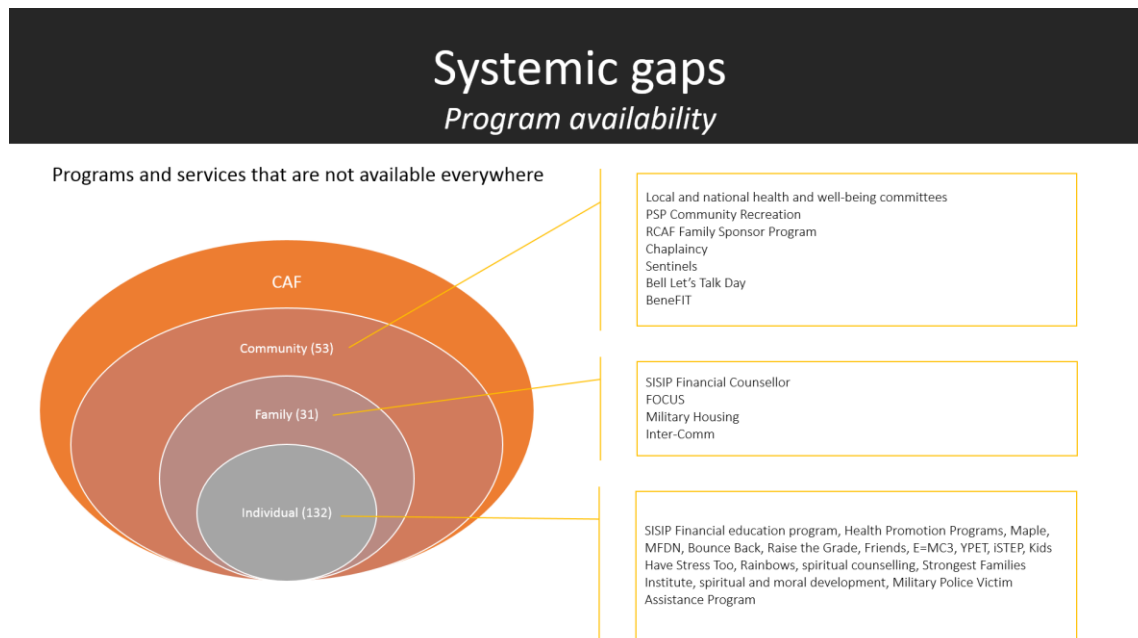 Systemic gaps
Program availability
Programs and services that are not available everywhere
CAF
Community (53)
Family (31)
Individual (132)
Local and national health and well-being committees
PSP Community Recreation
RCAF Family Sponsor Program
Chaplaincy
Sentinels
Bell Let's Talk Day
BeneFIT
SISIP Financial Counsellor
FOCUS
Military Housing
Inter-Comm
SISIP Financial education program, Health Promotion Programs, Maple,
MFDN, Bounce Back, Raise the Grade, Friends, E=MC3, YPET, iSTEP, Kids
Have Stress Too, Rainbows, spiritual counselling, Strongest Families
Institute, spiritual and moral development, Military Police Victim
Assistance Program